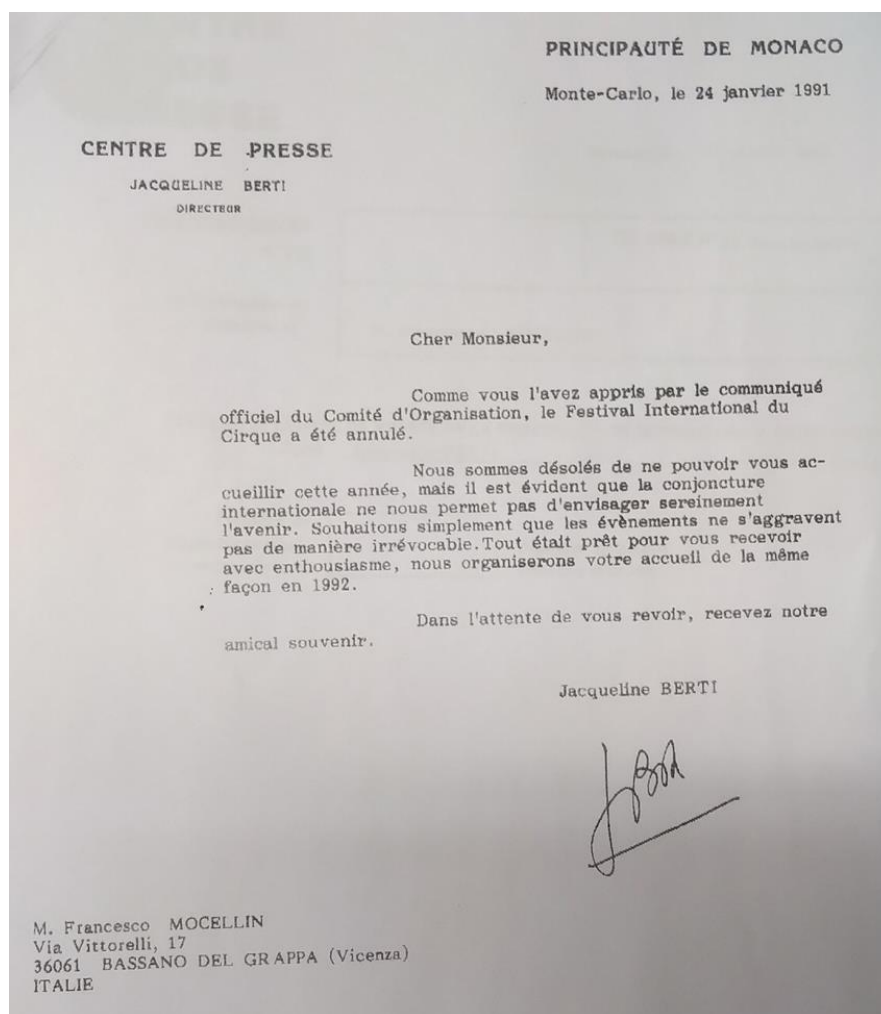 PRINCIPAUTÉ DE MONACO
Monte-Carlo, le 24 janvier 1991
CENTRE DE PRESSE
JACQUELINE BERTI
DIRECTEUR
Cher Monsieur,
Comme vous l'avez appris par le communiqué
officiel du Comité d'Organisation, le Festival International du
Cirque a été annulé.
Nous sommes désolés de ne pouvoir vous ac-
cueillir cette année, mais il est évident que la conjoncture
internationale ne nous permet pas d'envisager sereinement
l'avenir. Souhaitons simplement que les évènements ne s'aggravent
pas de manière irrévocable.Tout était prêt pour vous recevoir
avec enthousiasme, nous organiserons votre accueil de la même
façon en 1992.
Dans l'attente de vous revoir, recevez notre
amical souvenir.
Jacqueline BERTI
M. Francesco MOCELLIN
Via Vittorelli, 17
36061 BASSANO DEL GRAPPA (Vicenza)
ITALIE